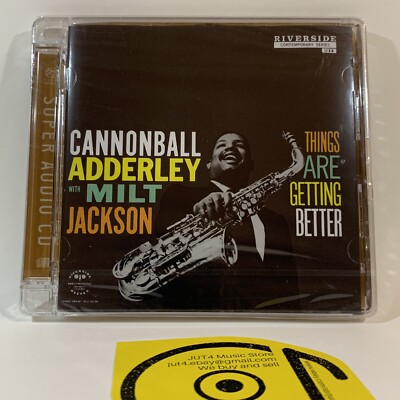 RIVERSIDE
CONTEMPORARY SERIES
SUPER AUDIO CD
CANNONBALL
ADDERLEY
WITH MILT
JACKSON
THINGS
ARE
GETTING
BETTER
JUT4 Music Store
jut4.ebay@gmail.com
We buy and sell